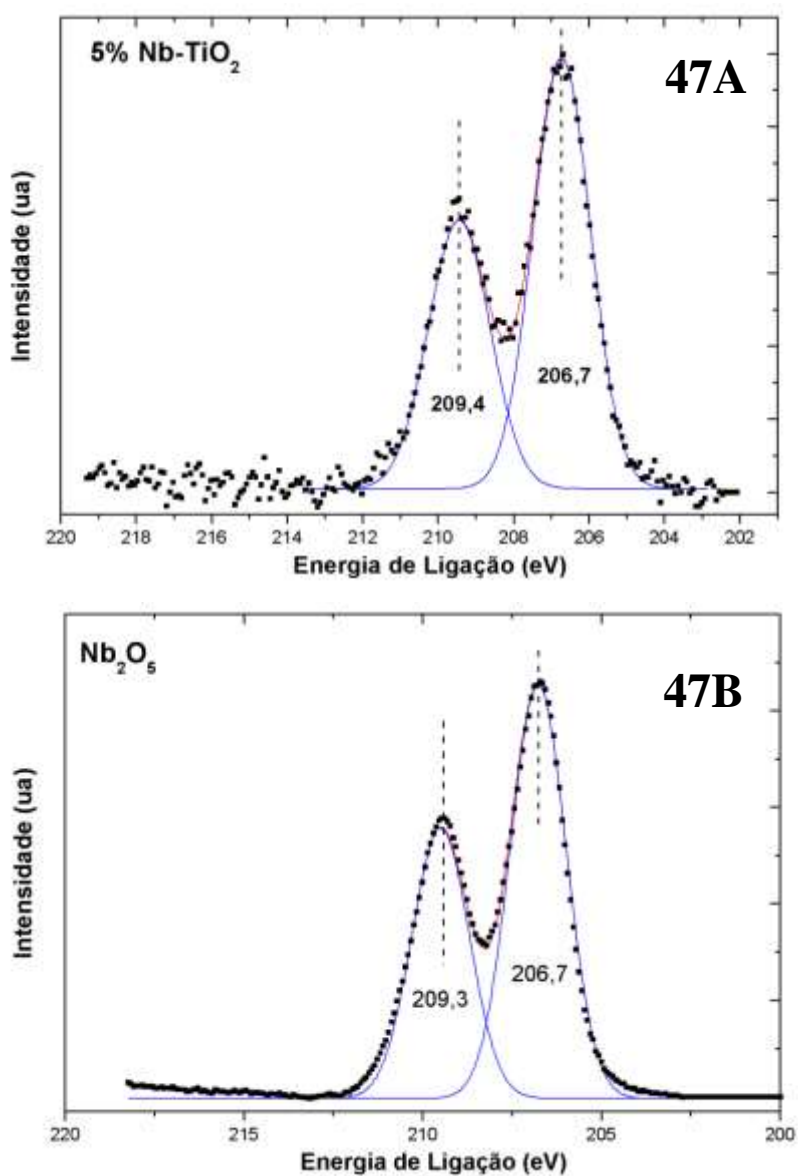 5% Nb-TiO₂
47A
Intensidade (ua)
209,4
206,7
220 218 216 214 212 210 208 206 204 202
Energia de Ligação (eV)
Nb₂O₅
47B
Intensidade (ua)
209,3
206,7
220 215 210 205 200
Energia de Ligação (eV)